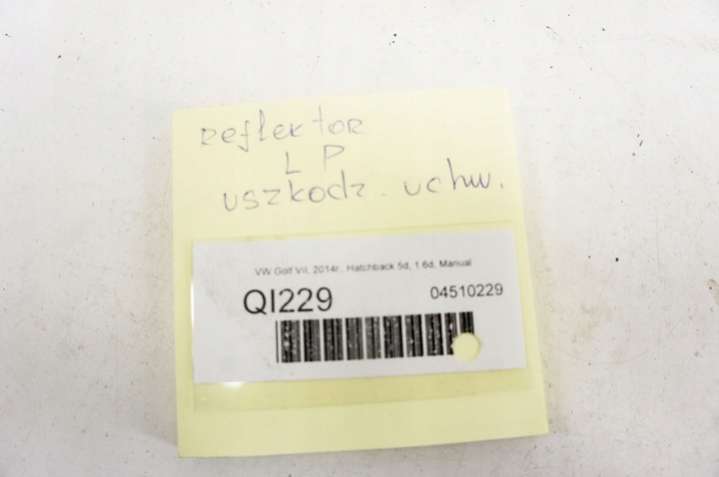 reflektor
L P
uszkodz. uchw.
VW Golf VII, 2014r., Hatchback 5d, 1.6d, Manual
QI229 04510229